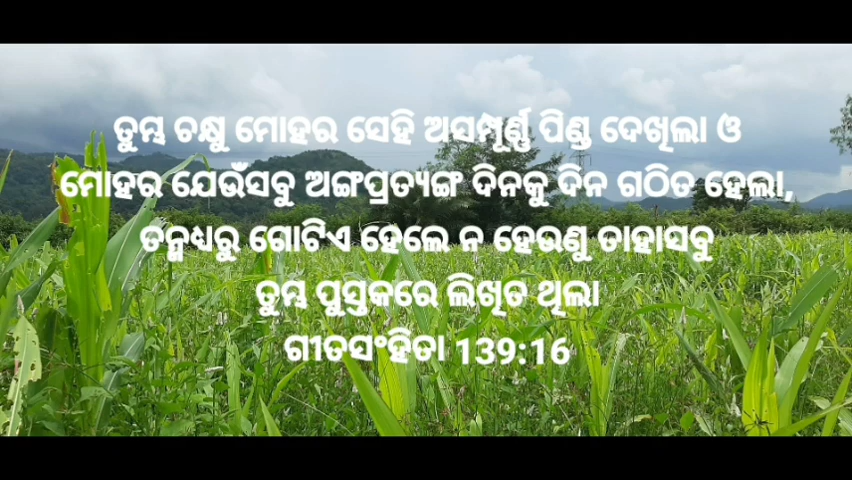 ତୁମ୍ଭ ଚକ୍ଷୁ ମୋହର ସେହି ଅସମ୍ପୂର୍ଣ୍ଣ ପିଣ୍ଡ ଦେଖିଲା ଓ
ମୋହର ଯେଉଁସବୁ ଅଙ୍ଗପ୍ରତ୍ୟଙ୍ଗ ଦିନକୁ ଦିନ ଗଠିତ ହେଲା,
ତନ୍ମଧ୍ୟରୁ ଗୋଟିଏ ହେଲେ ନ ହେଉଣୁ ତାହାସବୁ
ତୁମ୍ଭ ପୁସ୍ତକରେ ଲିଖିତ ଥିଲା
ଗୀତସଂହିତା 139:16